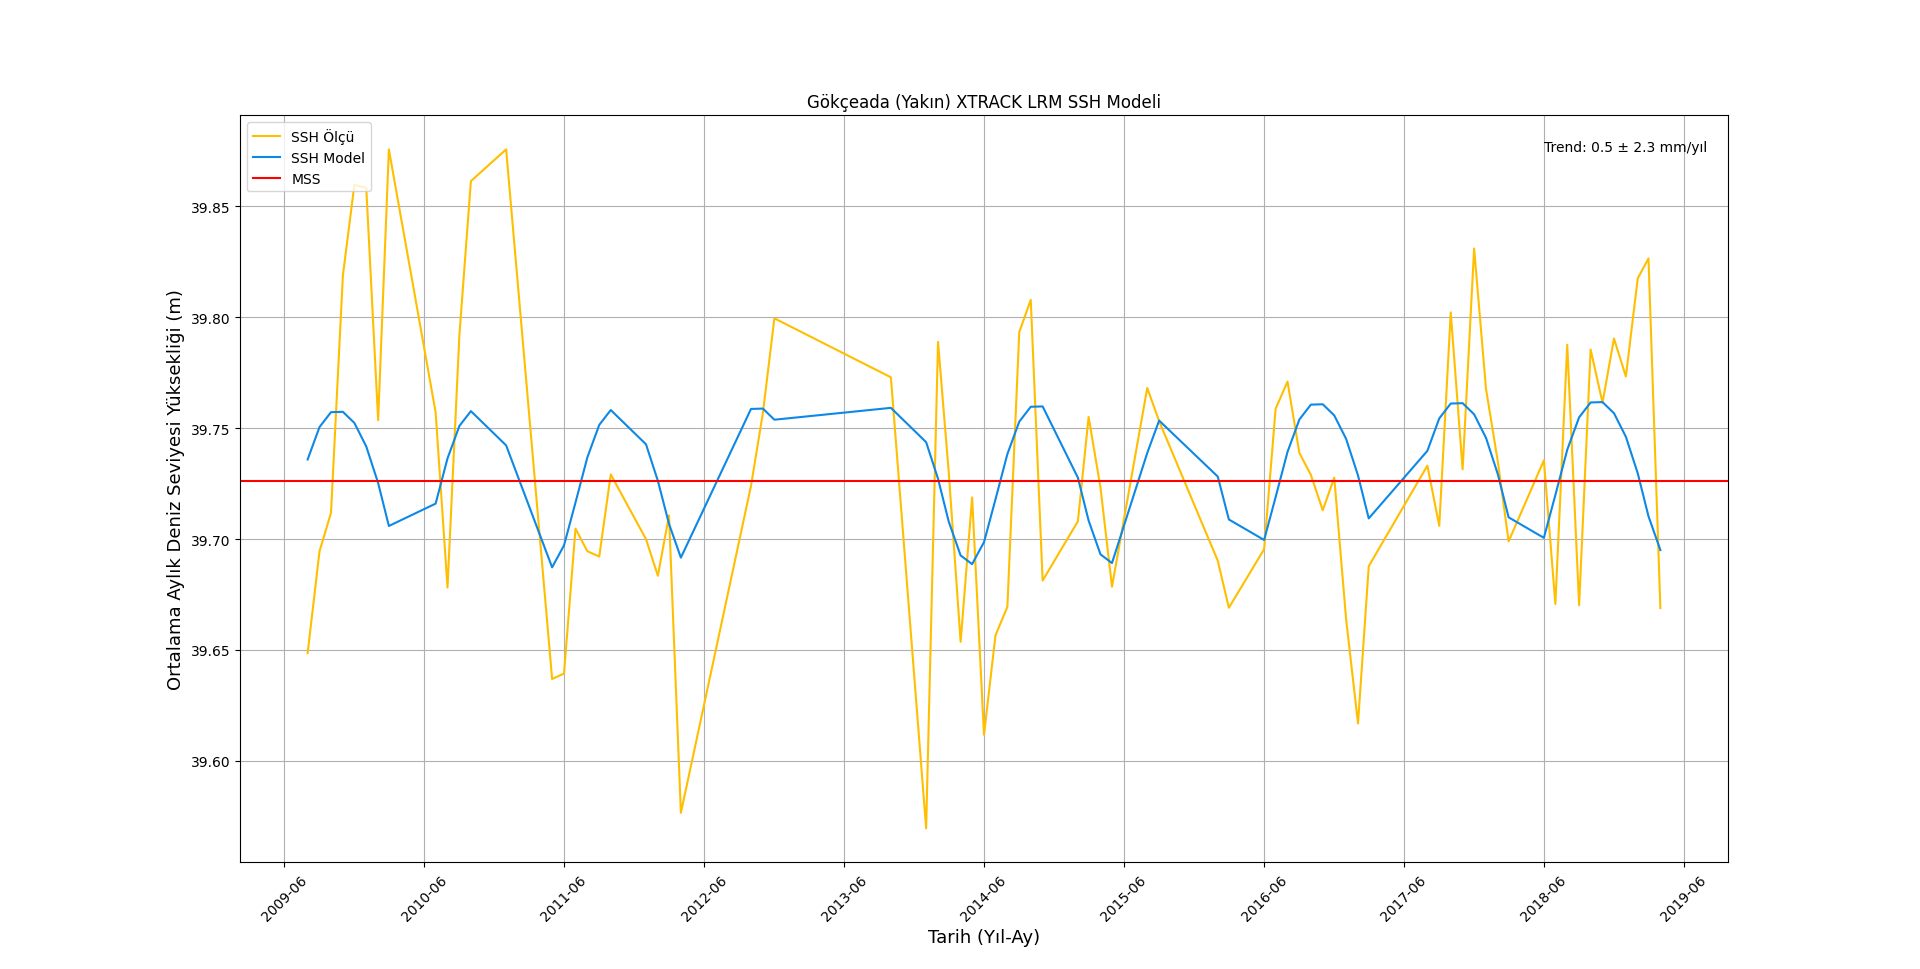 Gökçeada (Yakın) XTRACK LRM SSH Modeli
SSH Ölçü
SSH Model
MSS
Trend: 0.5 ± 2.3 mm/yıl
Ortalama Aylık Deniz Seviyesi Yüksekliği (m)
39.85
39.80
39.75
39.70
39.65
39.60
2009-06
2010-06
2011-06
2012-06
2013-06
2014-06
2015-06
2016-06
2017-06
2018-06
2019-06
Tarih (Yıl-Ay)